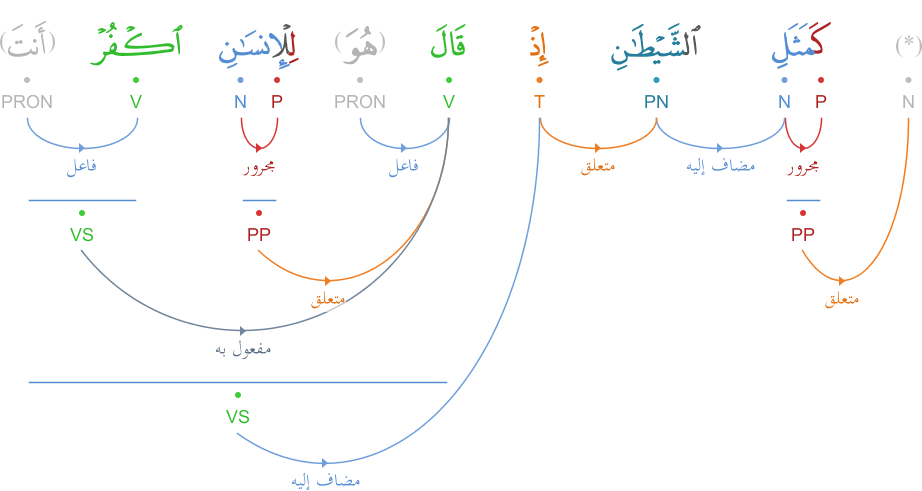 (*) كَمَثَلِ ٱلشَّيْطَـٰنِ إِذْ قَالَ (هُوَ) لِلْإِنسَـٰنِ ٱكْفُرْ (أَنتَ)
N P N PN T V PRON P N V PRON
مجرور مضاف إليه متعلق فاعل مجرور فاعل
PP PP VS
متعلق متعلق
مفعول به
VS
مضاف إليه